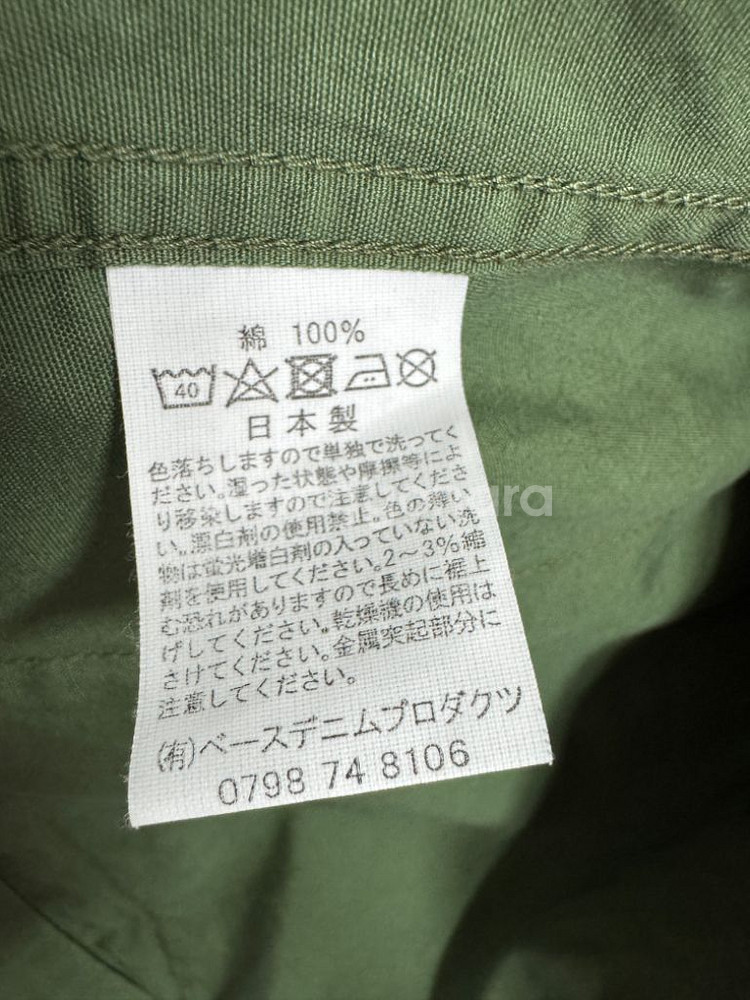 綿 100%
40
日本製
色落ちしますので単独で洗ってく
ださい。湿った状態や摩擦等によ
り移染しますので注意してくださ
い。漂白剤の使用禁止。色の薄い
物は蛍光増白剤の入っていない洗
剤を使用してください。2～3%縮
む恐れがありますので長めに裾上
げしてください。乾燥機の使用は
さけてください。金属突起部分に
注意してください。
(有)ベースデニムプロダクツ
0798 74 8106